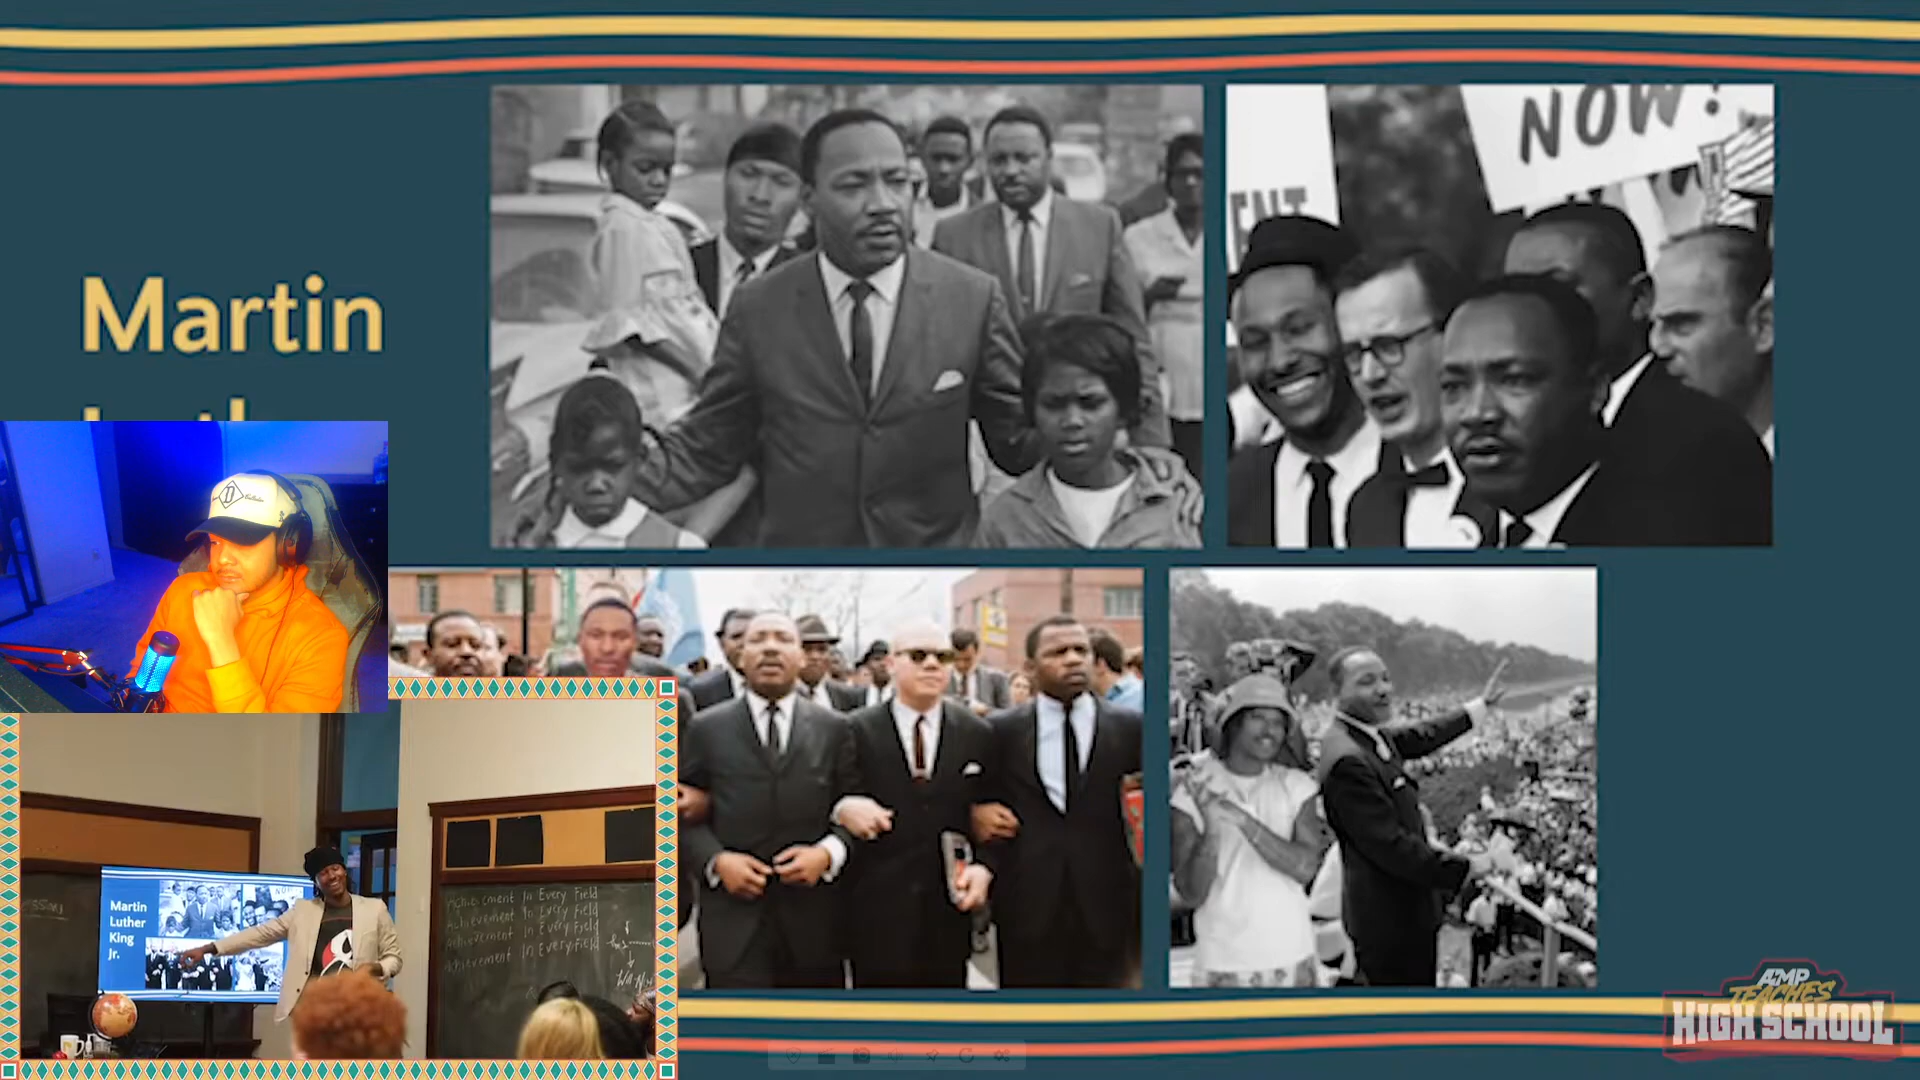 NOW!
Martin
D
Martin
Luther
King
Jr.
Achievement In Every Field
Achievement In Every Field
Achievement In Every Field
Achievement In Every Field
AMP
TEACHES
HIGH SCHOOL